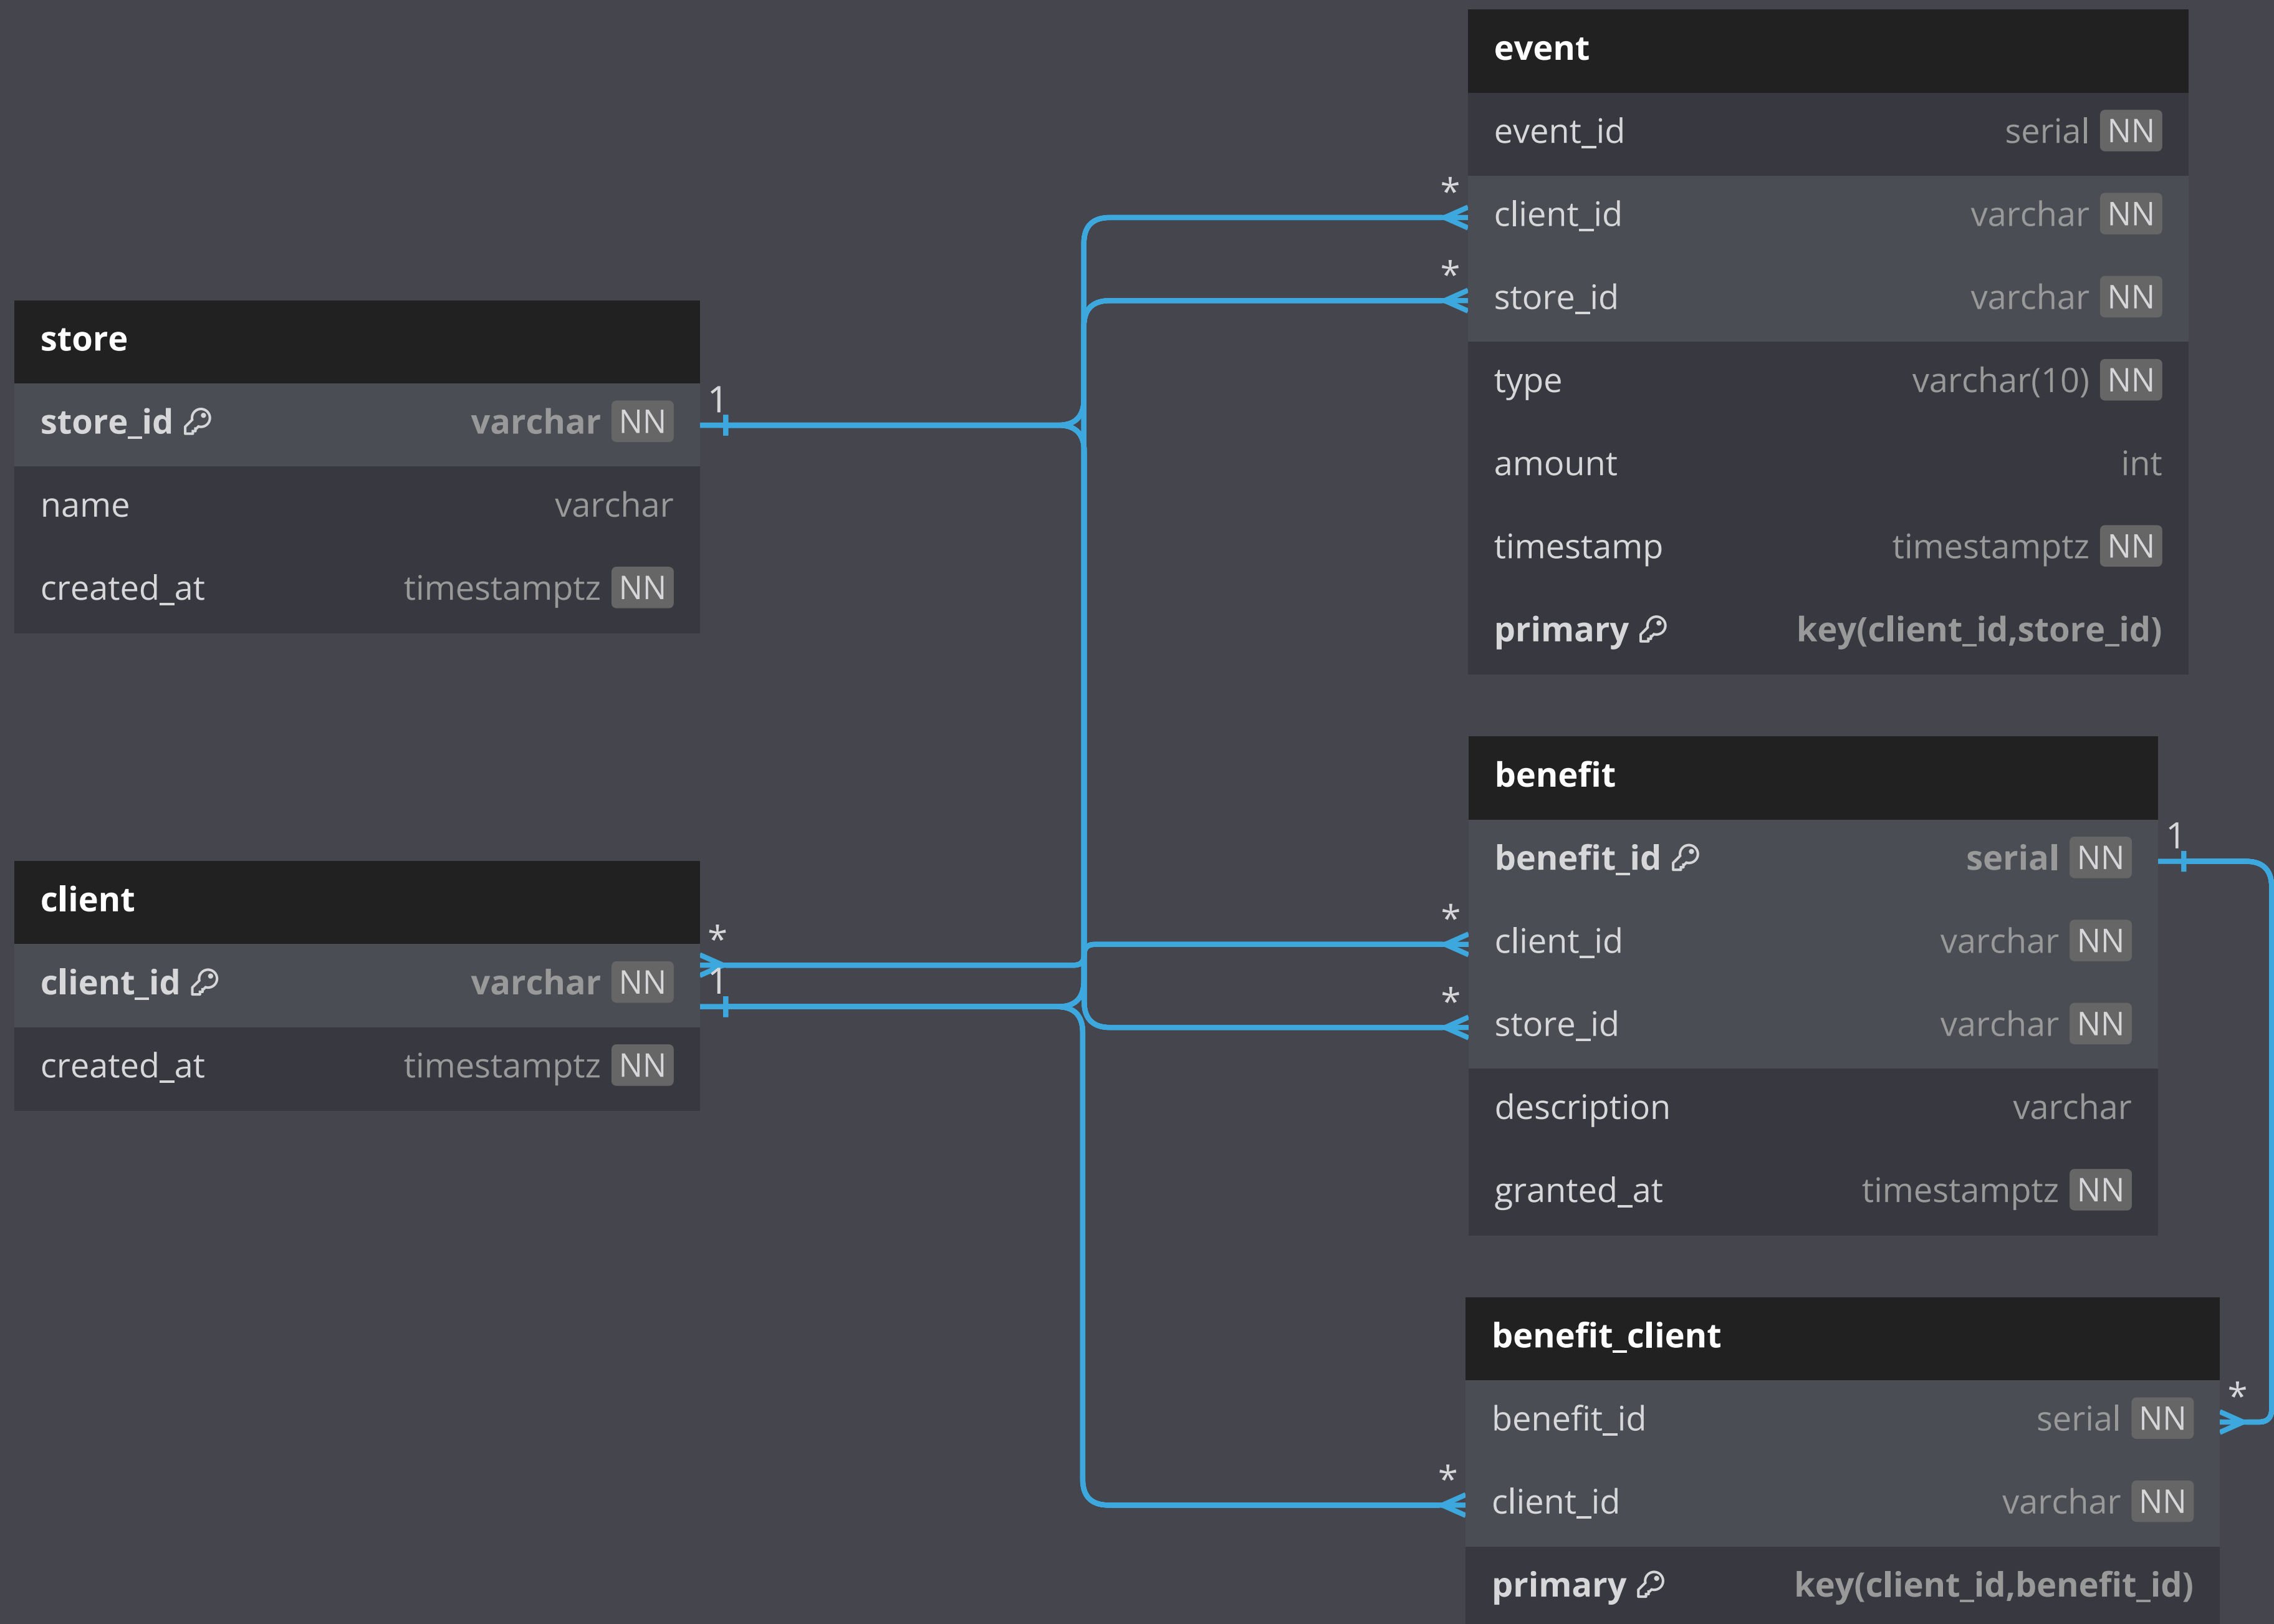 event
event_id serial NN
* client_id varchar NN
* store_id varchar NN
type varchar(10) NN
amount int
timestamp timestamptz NN
primary key(client_id,store_id)
store
1
store_id varchar NN
name varchar
created_at timestamptz NN
benefit
1
benefit_id serial NN
* client_id varchar NN
* store_id varchar NN
description varchar
granted_at timestamptz NN
client
*
client_id varchar NN
1
created_at timestamptz NN
benefit_client
*
benefit_id serial NN
* client_id varchar NN
primary key(client_id,benefit_id)